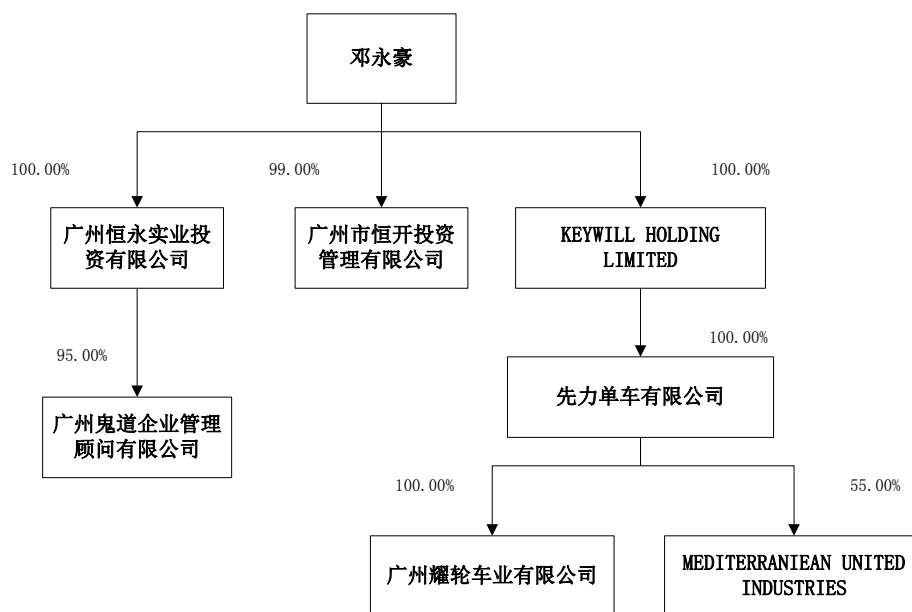 邓永豪
100.00%
99.00%
100.00%
广州恒永实业投
资有限公司
广州市恒开投资
管理有限公司
KEYWILL HOLDING
LIMITED
95.00%
100.00%
广州鬼道企业管理
顾问有限公司
先力单车有限公司
100.00%
55.00%
广州耀轮车业有限公司
MEDITERRANIEAN UNITED
INDUSTRIES